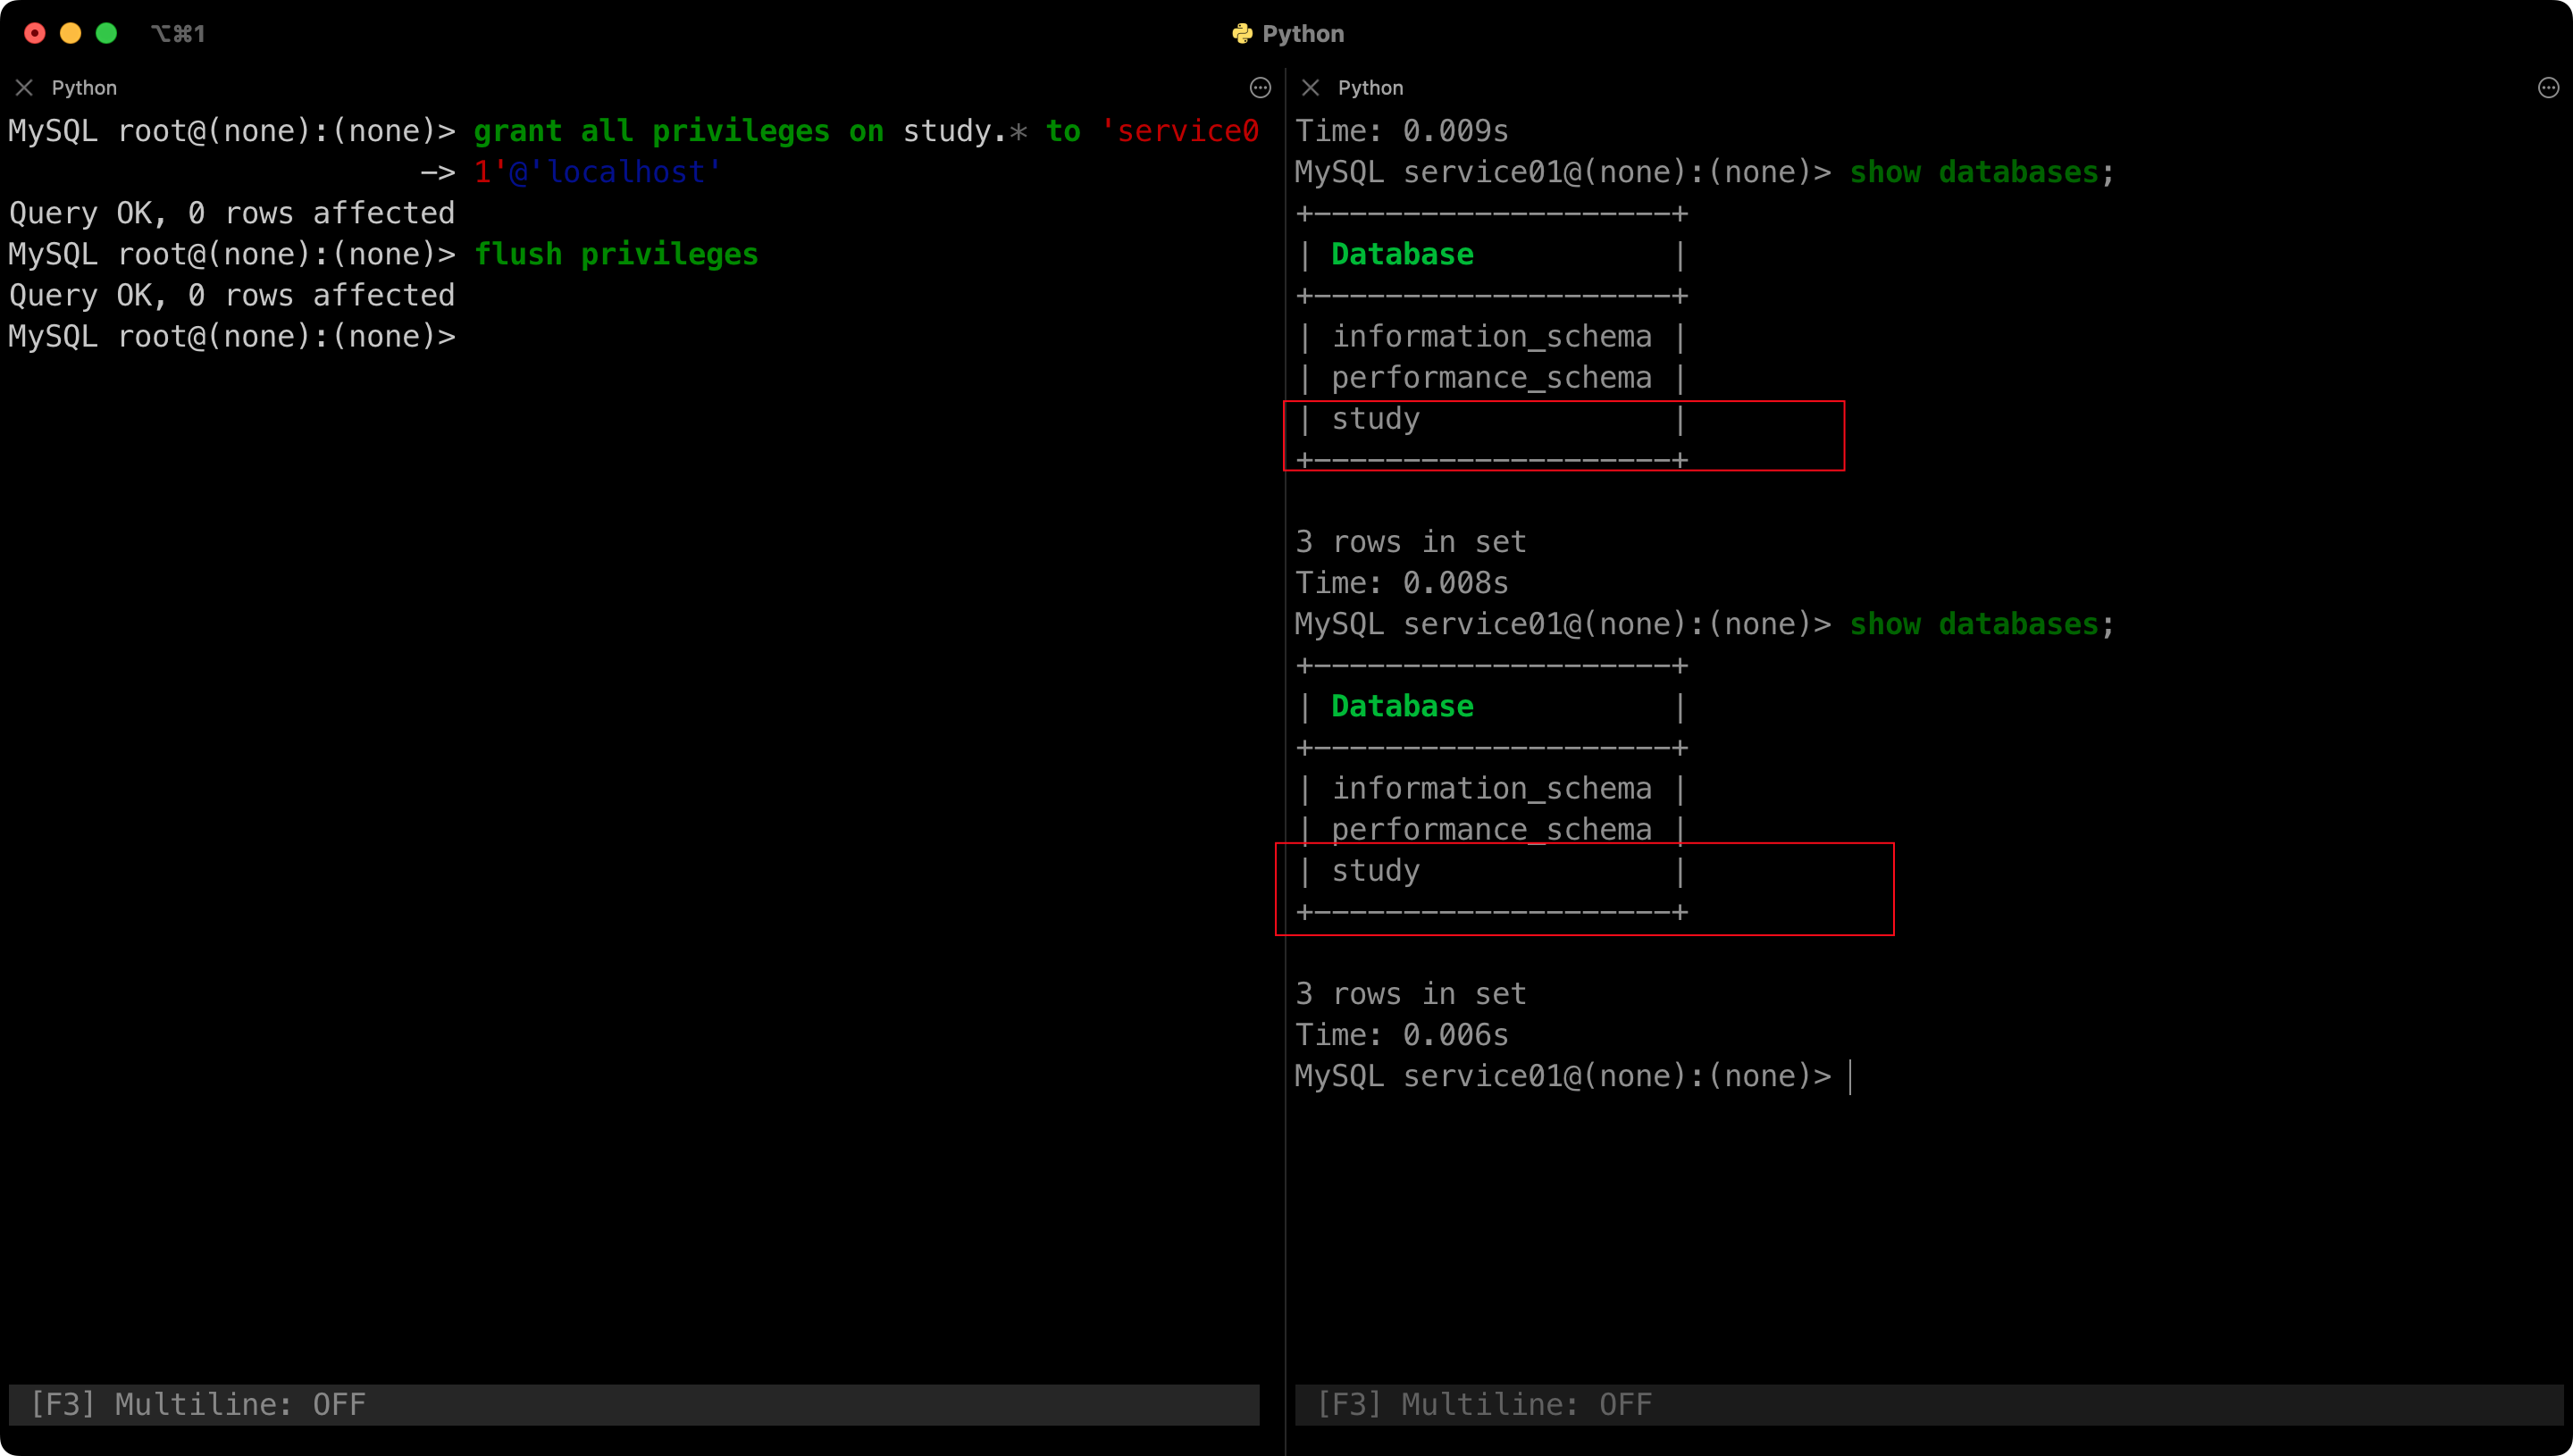 ⌥⌘1
Python
Python
MySQL root@(none):(none)> grant all privileges on study.* to 'service0
-> 1'@'localhost'
Query OK, 0 rows affected
MySQL root@(none):(none)> flush privileges
Query OK, 0 rows affected
MySQL root@(none):(none)>
[F3] Multiline: OFF
Python
Time: 0.009s
MySQL service01@(none):(none)> show databases;
+--------------------+
| Database           |
+--------------------+
| information_schema |
| performance_schema |
| study              |
+--------------------+
3 rows in set
Time: 0.008s
MySQL service01@(none):(none)> show databases;
+--------------------+
| Database           |
+--------------------+
| information_schema |
| performance_schema |
| study              |
+--------------------+
3 rows in set
Time: 0.006s
MySQL service01@(none):(none)>
[F3] Multiline: OFF